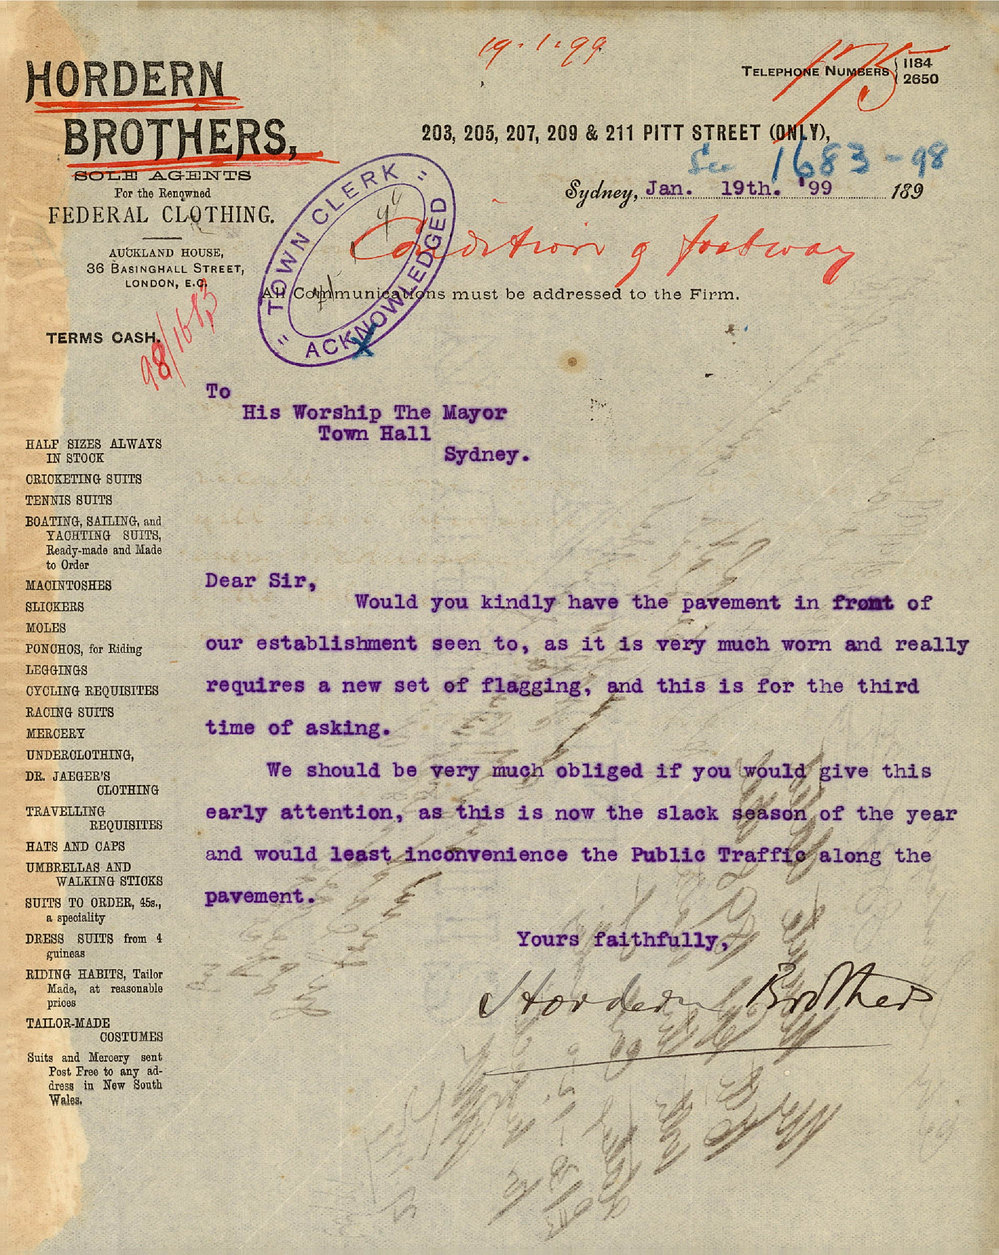 19.1.99
175
HORDERN
BROTHERS,
SOLE AGENTS
For the Renowned
FEDERAL CLOTHING.
AUCKLAND HOUSE,
36 BASINGHALL STREET,
LONDON, E.C.
TERMS CASH.
98/1683
TELEPHONE NUMBERS { 1184
2650
203, 205, 207, 209 & 211 PITT STREET (ONLY),
See 1683-98
Sydney, Jan. 19th. '99 189
Condition of footway
All Communications must be addressed to the Firm.
"TOWN CLERK"
ACKNOWLEDGED
To
His Worship The Mayor
Town Hall
Sydney.
HALF SIZES ALWAYS
IN STOCK
CRICKETING SUITS
TENNIS SUITS
BOATING, SAILING, and
YACHTING SUITS,
Ready-made and Made
to Order
MACINTOSHES
SLICKERS
MOLES
PONCHOS, for Riding
LEGGINGS
CYCLING REQUISITES
RACING SUITS
MERCERY
UNDERCLOTHING,
DR. JAEGER'S
CLOTHING
TRAVELLING
REQUISITES
HATS AND CAPS
UMBRELLAS AND
WALKING STICKS
SUITS TO ORDER, 45s.,
a speciality
DRESS SUITS from 4
guineas
RIDING HABITS, Tailor
Made, at reasonable
prices
TAILOR-MADE
COSTUMES
Suits and Mercery sent
Post Free to any ad-
dress in New South
Wales.
Dear Sir,
Would you kindly have the pavement in front of
our establishment seen to, as it is very much worn and really
requires a new set of flagging, and this is for the third
time of asking.
We should be very much obliged if you would give this
early attention, as this is now the slack season of the year
and would least inconvenience the Public Traffic along the
pavement.
Yours faithfully,
Hordern Brothers